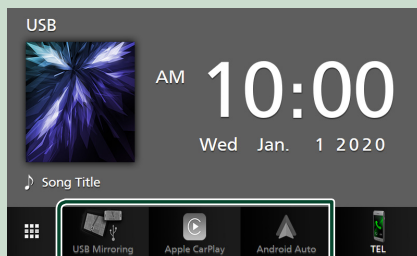 USB
AM 10:00
Wed Jan. 1 2020
Song Title
USB Mirroring
Apple CarPlay
Android Auto
TEL